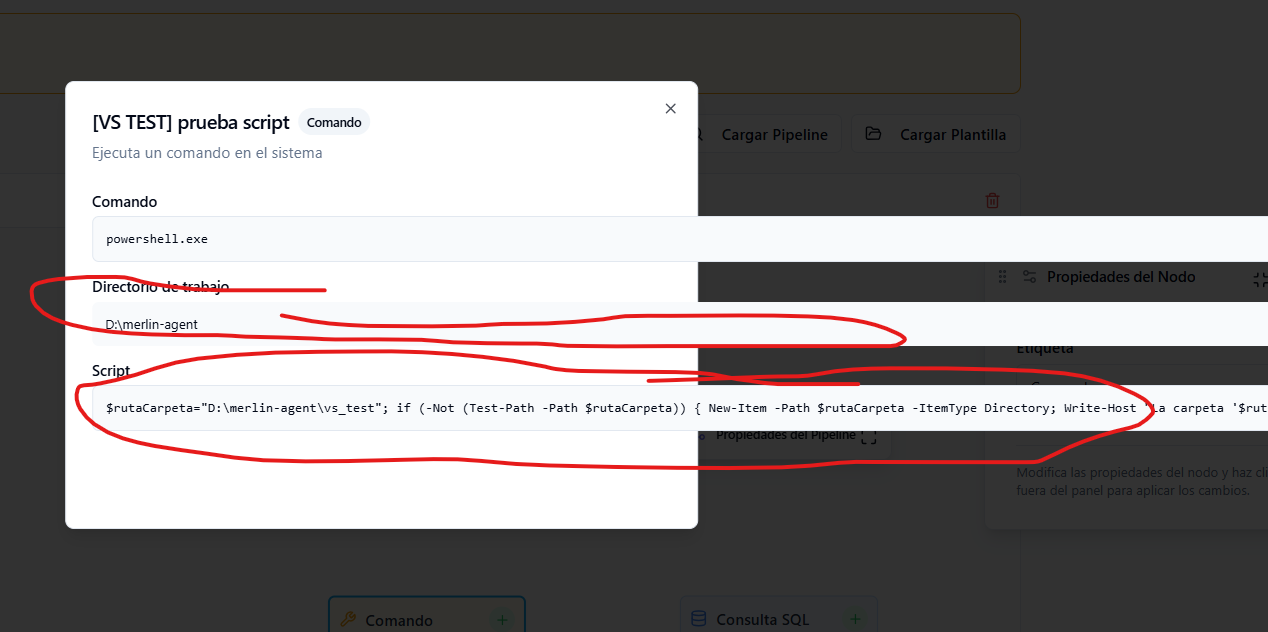 Cargar Pipeline
Cargar Plantilla
[VS TEST] prueba script
Comando
Ejecuta un comando en el sistema
Comando
powershell.exe
Propiedades del Nodo
Directorio de trabajo
D:\merlin-agent
Etiqueta
Script
$rutaCarpeta="D:\merlin-agent\vs_test"; if (-Not (Test-Path -Path $rutaCarpeta)) { New-Item -Path $rutaCarpeta -ItemType Directory; Write-Host "La carpeta '$rut
Propiedades del Pipeline
Modifica las propiedades del nodo y haz cli
fuera del panel para aplicar los cambios.
Comando
Consulta SQL